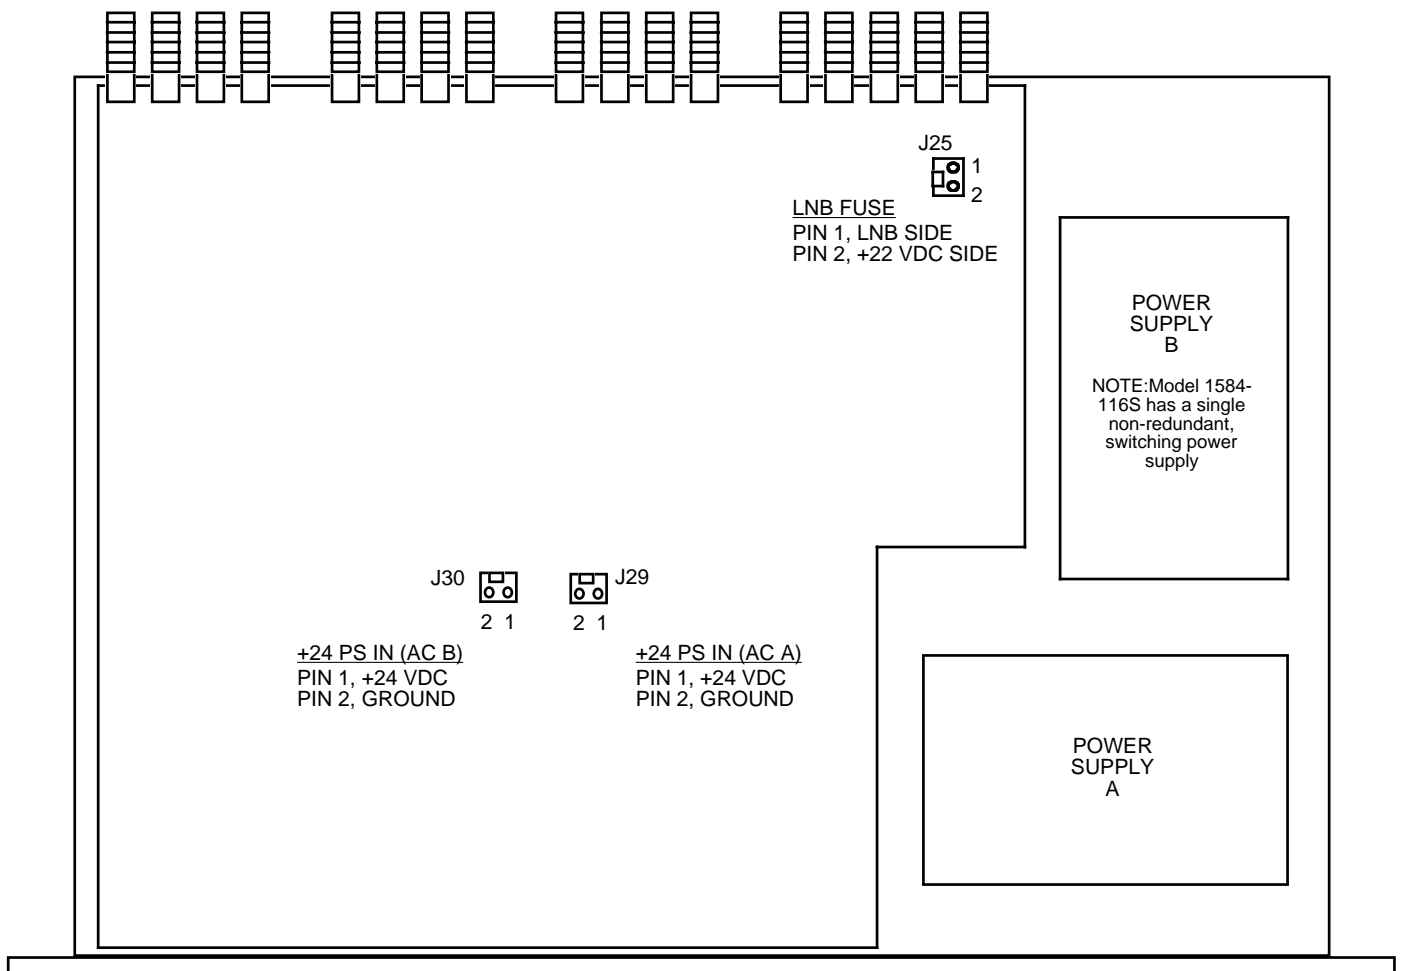 J25
1
2
LNB FUSE
PIN 1, LNB SIDE
PIN 2, +22 VDC SIDE
POWER
SUPPLY
B
NOTE:Model 1584-
116S has a single
non-redundant,
switching power
supply
J30
2 1
J29
2 1
+24 PS IN (AC B)
PIN 1, +24 VDC
PIN 2, GROUND
+24 PS IN (AC A)
PIN 1, +24 VDC
PIN 2, GROUND
POWER
SUPPLY
A